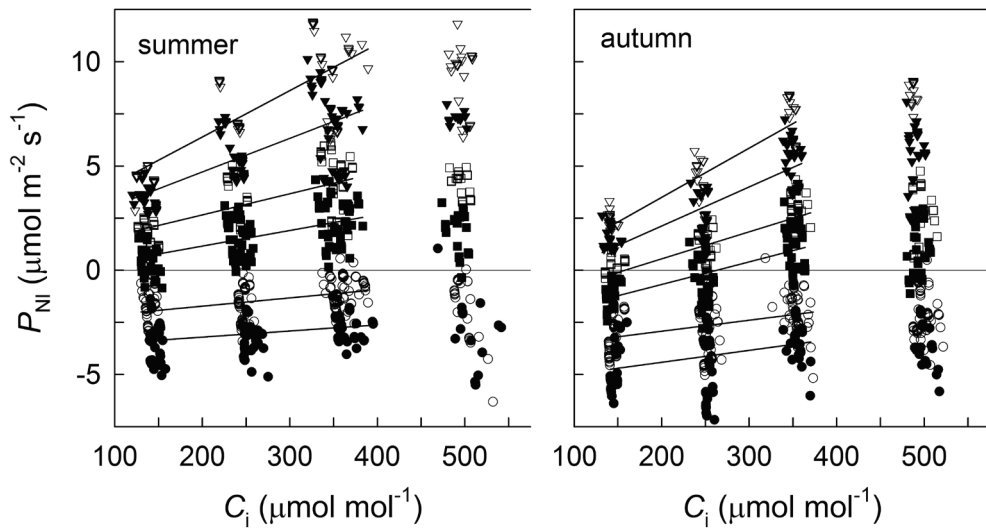 summer
autumn
10
5
0
-5
P_NI (μmol m⁻² s⁻¹)
100 200 300 400 500
100 200 300 400 500
C_i (μmol mol⁻¹)
C_i (μmol mol⁻¹)